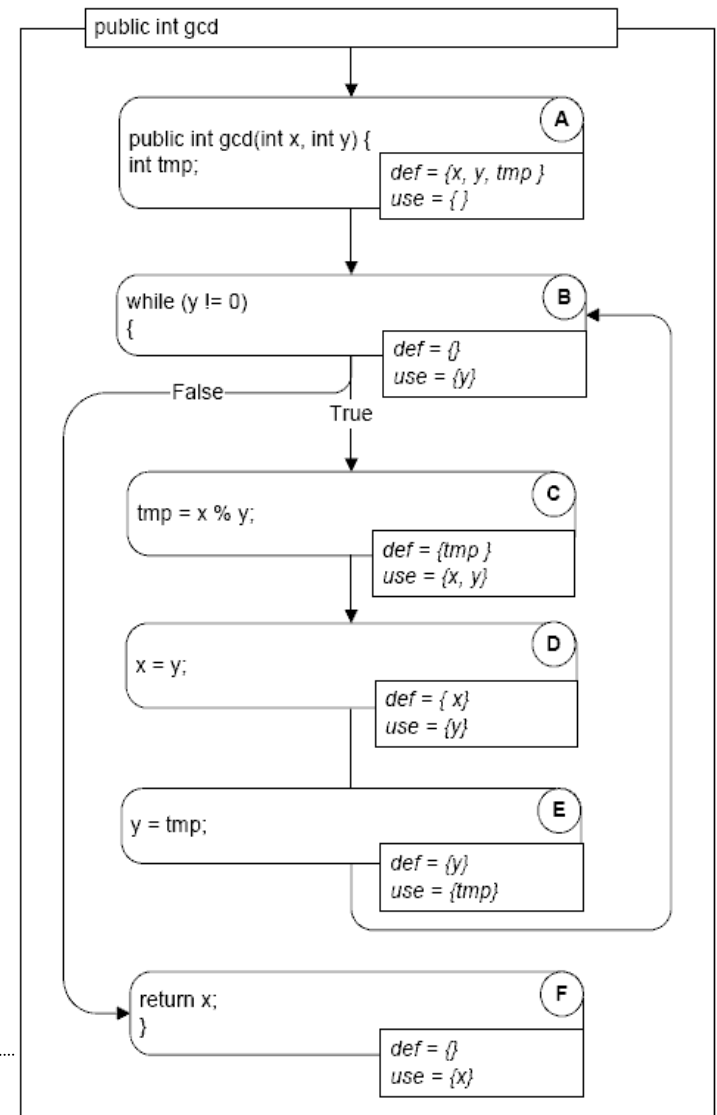 public int gcd
A
public int gcd(int x, int y) {
int tmp;
def = {x, y, tmp }
use = { }
B
while (y != 0)
{
def = {}
use = {y}
False
True
C
tmp = x % y;
def = {tmp }
use = {x, y}
D
x = y;
def = { x}
use = {y}
E
y = tmp;
def = {y}
use = {tmp}
F
return x;
}
def = {}
use = {x}